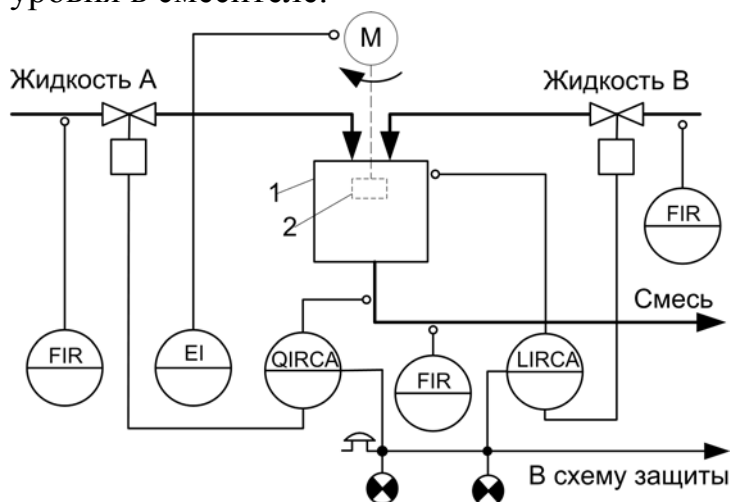 уровня в смесителе.
M
Жидкость А
Жидкость В
1
2
FIR
Смесь
FIR
EI
QIRCA
FIR
LIRCA
В схему защиты